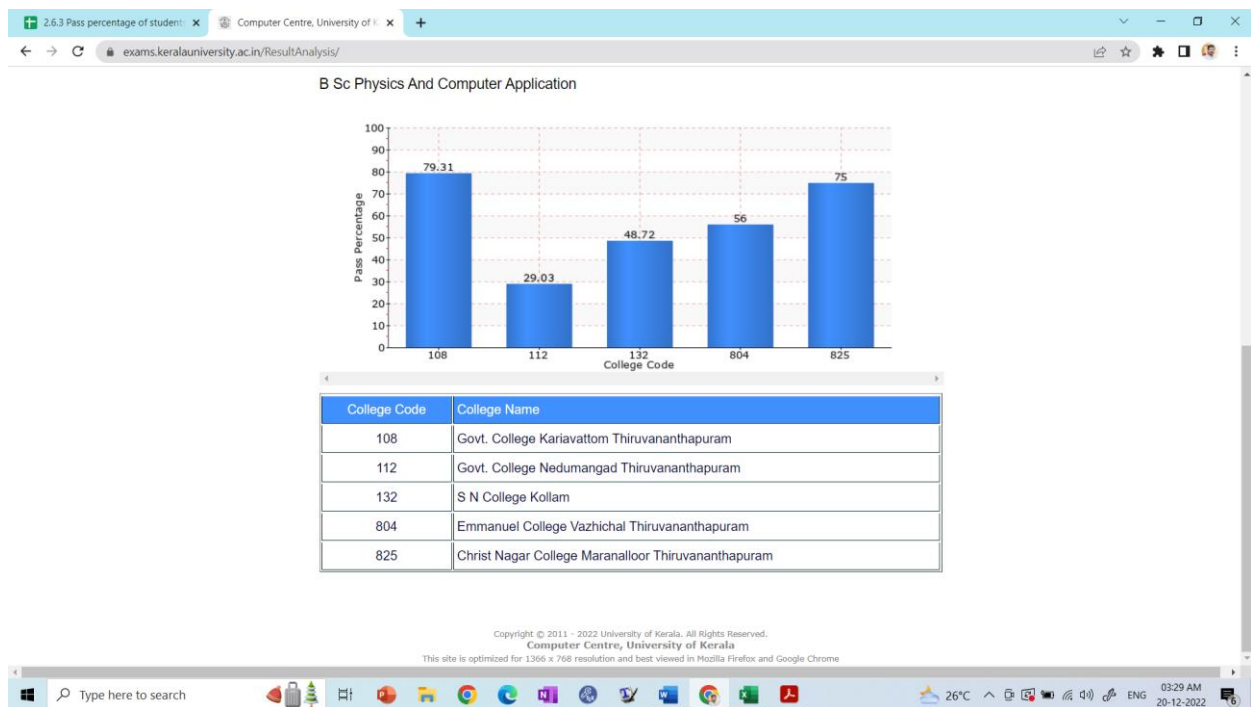 2.6.3 Pass percentage of student
Computer Centre, University of K
exams.keralauniversity.ac.in/ResultAnalysis/
B Sc Physics And Computer Application
100
90
80
70
60
50
40
30
20
10
0
Pass Percentage
79.31
29.03
48.72
56
75
108 112 132 804 825
College Code
College Code College Name
108 Govt. College Kariavattom Thiruvananthapuram
112 Govt. College Nedumangad Thiruvananthapuram
132 S N College Kollam
804 Emmanuel College Vazhichal Thiruvananthapuram
825 Christ Nagar College Maranalloor Thiruvananthapuram
Copyright © 2011 - 2022 University of Kerala. All Rights Reserved.
Computer Centre, University of Kerala
This site is optimized for 1366 x 768 resolution and best viewed in Mozilla Firefox and Google Chrome
Type here to search
26°C
ENG
03:29 AM
20-12-2022
6